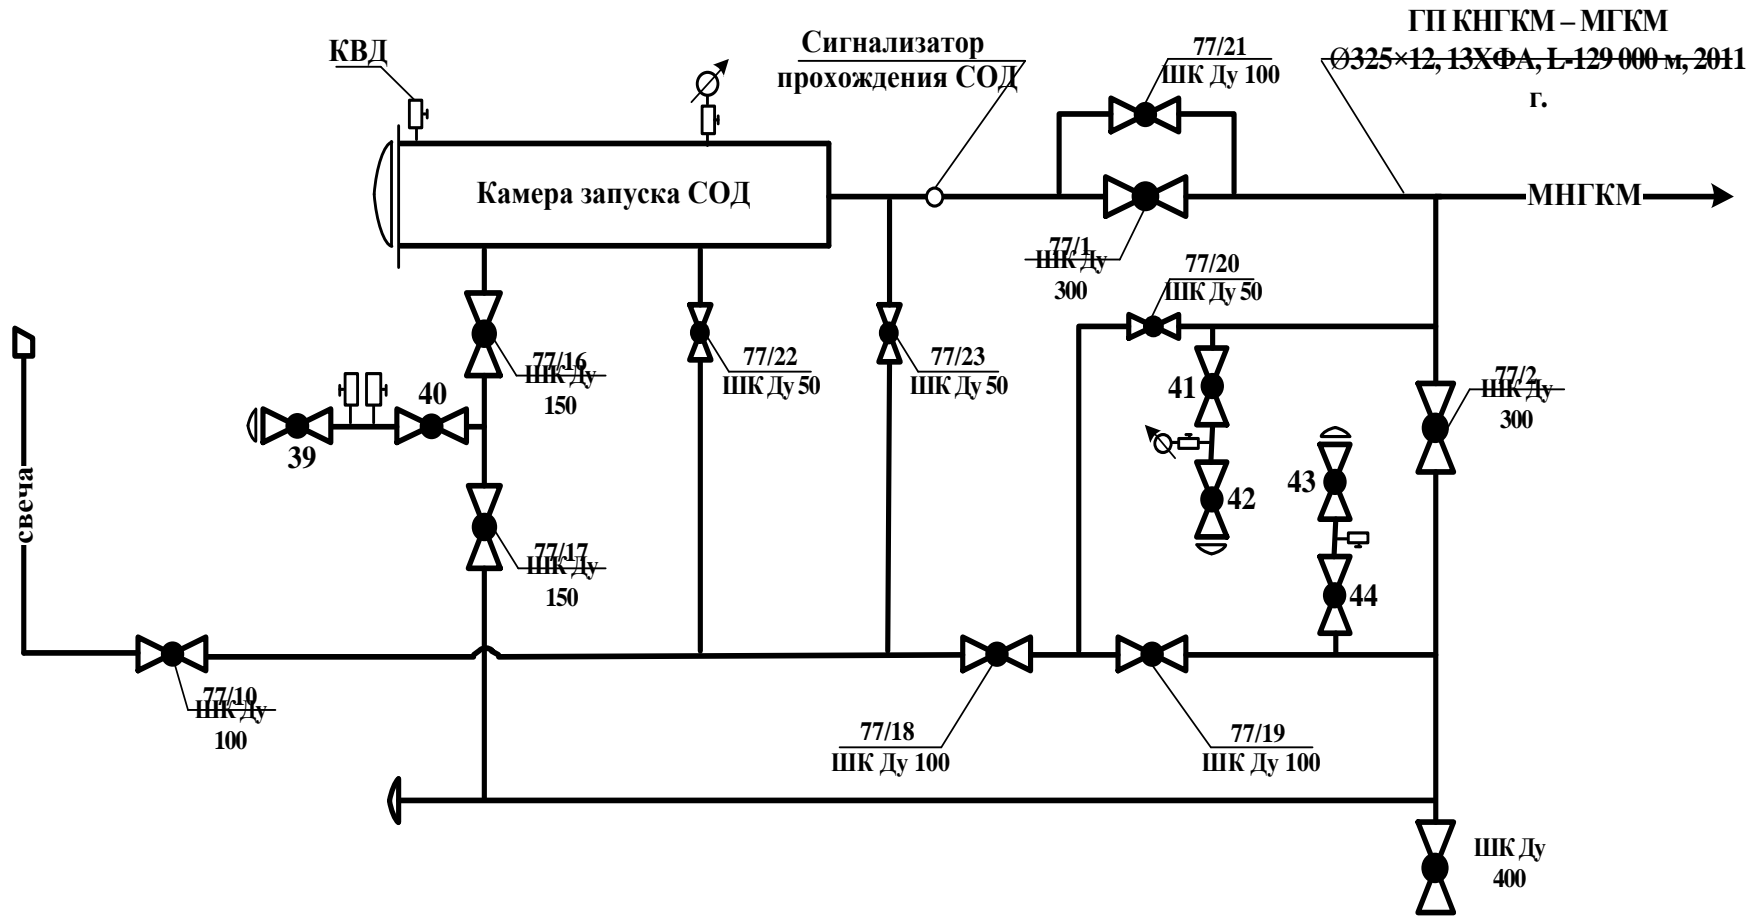 ГП КНГКМ – МГКМ
Ø325×12, 13ХФА, L-129 000 м, 2011
г.
КВД
Сигнализатор
прохождения СОД
77/21
ШК Ду 100
Камера запуска СОД
МНГКМ
77/1
ШК Ду
300
77/20
ШК Ду 50
77/16
ШК Ду
150
77/22
ШК Ду 50
77/23
ШК Ду 50
77/2
ШК Ду
300
40
39
41
42
43
44
свеча
77/17
ШК Ду
150
77/10
ШК Ду
100
77/18
ШК Ду 100
77/19
ШК Ду 100
ШК Ду
400